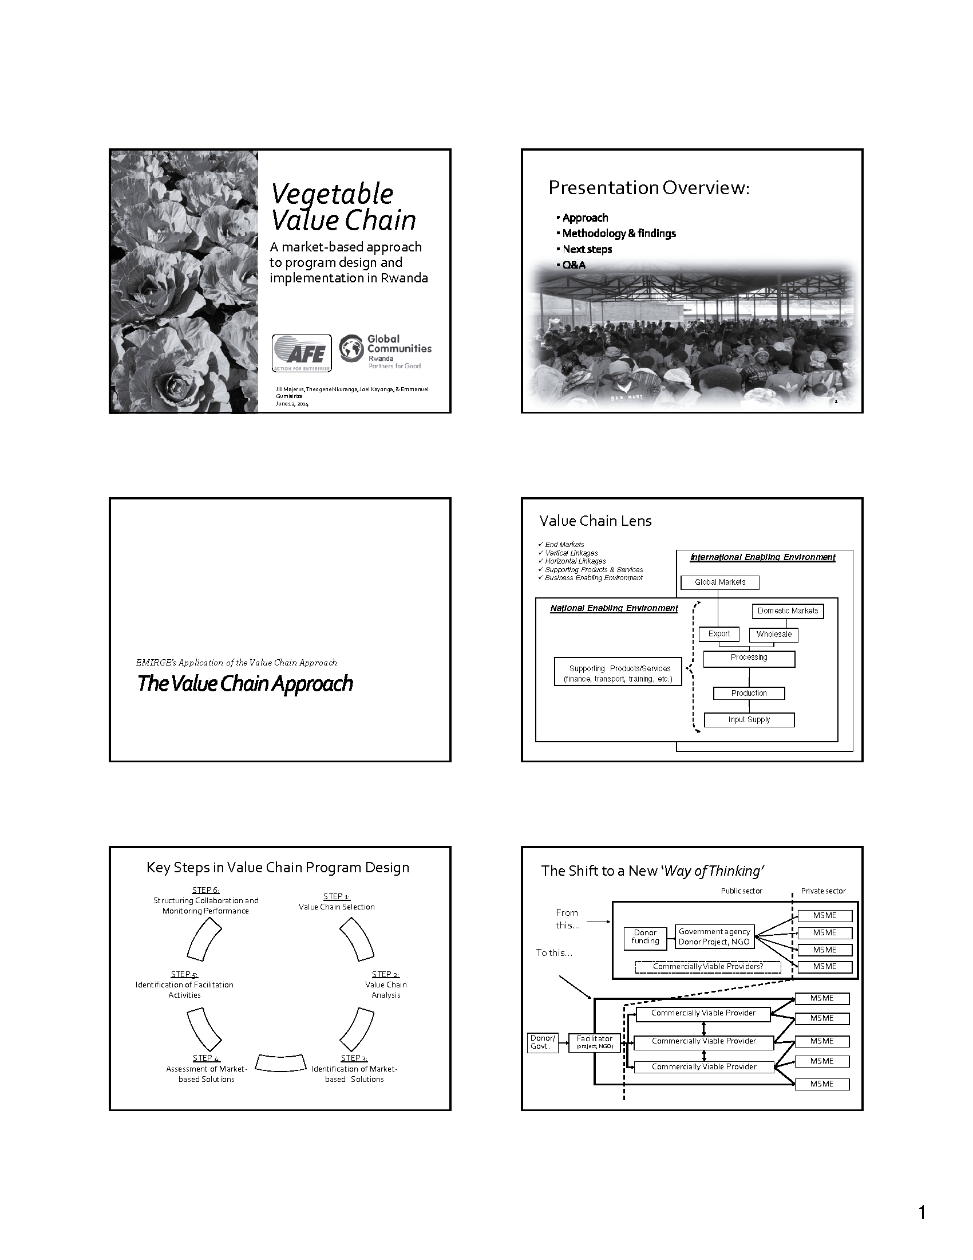 Vegetable
Value Chain
A market-based approach
to program design and
implementation in Rwanda
AFE
ACTION FOR ENTERPRISE
Global
Communities
Rwanda
Partners for Good
Presentation Overview:
• Approach
• Methodology & findings
• Next steps
• Q&A
2
EMIRGE's Application of the Value Chain Approach
The Value Chain Approach
Value Chain Lens
✓ End Markets
✓ Vertical Linkages
✓ Horizontal Linkages
✓ Supporting Products & Services
✓ Business Enabling Environment
International Enabling Environment
Global Markets
National Enabling Environment
Domestic Markets
Export
Wholesale
Processing
Supporting Products/Services
(finance, transport, training, etc.)
Production
Input Supply
Key Steps in Value Chain Program Design
STEP 6:
Structuring Collaboration and
Monitoring Performance
STEP 1:
Value Chain Selection
STEP 5:
Identification of Facilitation
Activities
STEP 2:
Value Chain
Analysis
STEP 4:
Assessment of Market-
based Solutions
STEP 3:
Identification of Market-
based Solutions
The Shift to a New 'Way of Thinking'
Public sector
Private sector
From
this...
Donor
funding
Government agency
Donor Project, NGO
MSME
MSME
MSME
MSME
Commercially Viable Providers?
To this...
Donor/
Govt.
Facilitator
(project, NGO)
Commercially Viable Provider
Commercially Viable Provider
Commercially Viable Provider
MSME
MSME
MSME
MSME
MSME
1